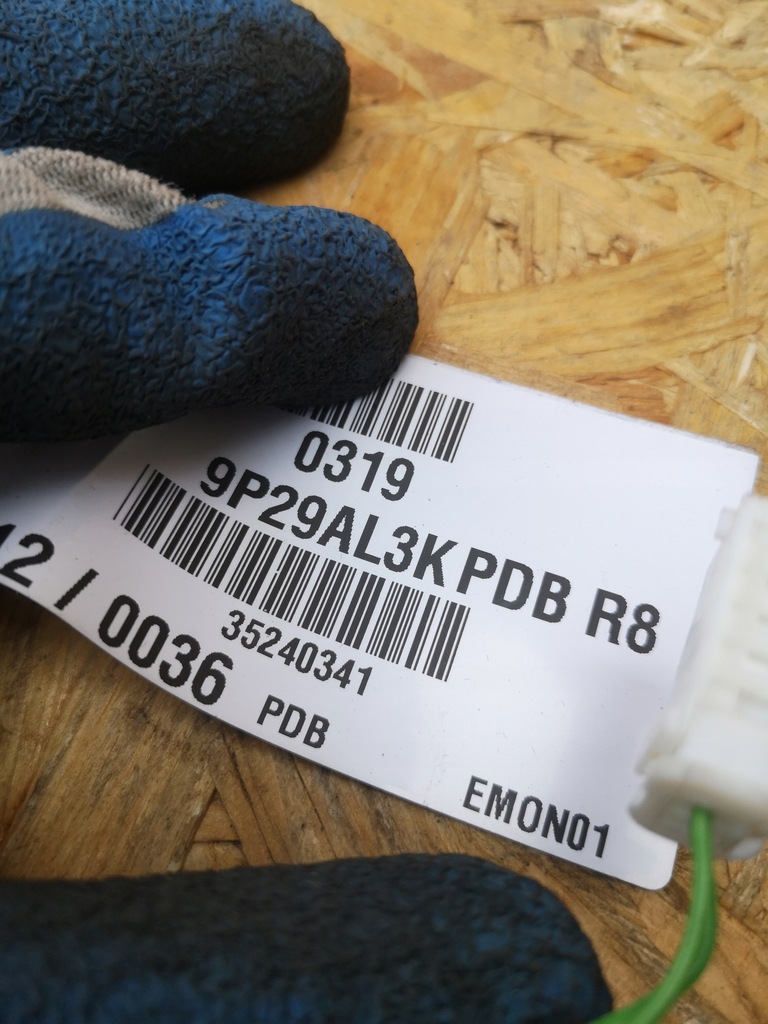 0319
9P29AL3K PDB R8
35240341
12 / 0036 PDB
EMON01